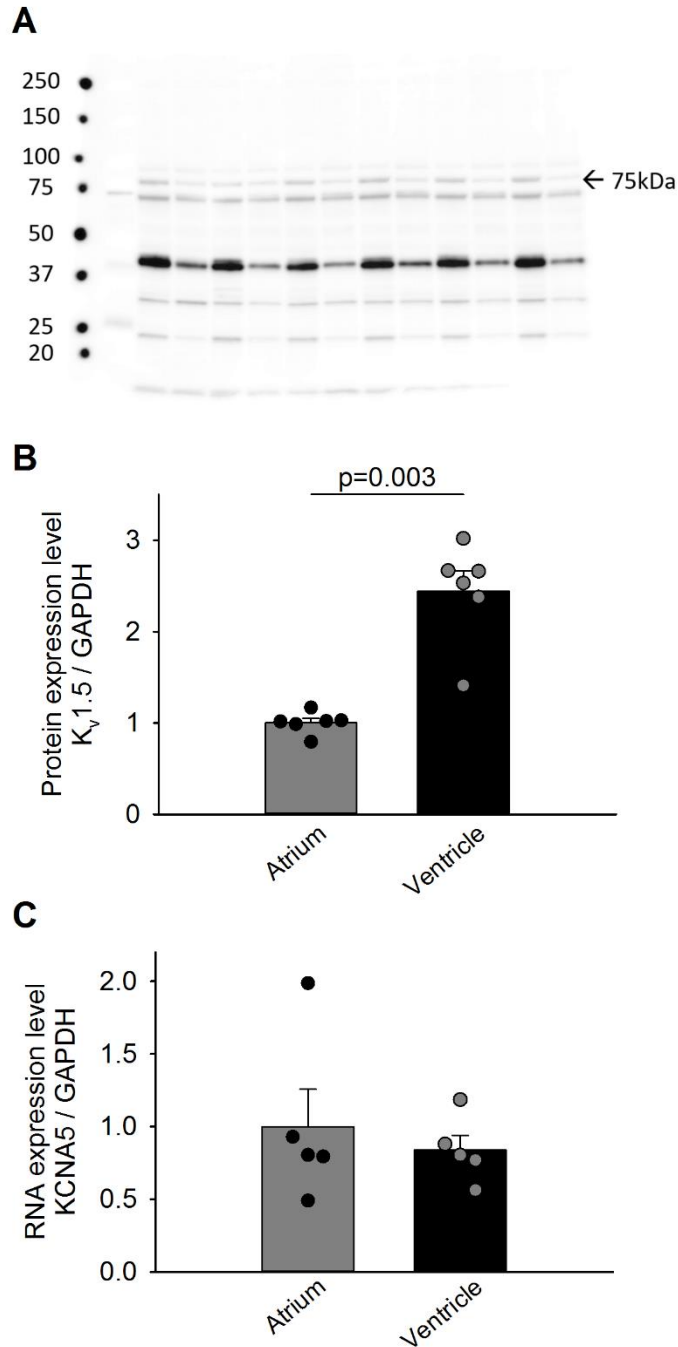 A
250
150
100
75
50
37
25
20
← 75kDa
B
p=0.003
Protein expression level
Kv1.5 / GAPDH
3
2
1
0
Atrium
Ventricle
C
RNA expression level
KCNA5 / GAPDH
2.0
1.5
1.0
0.5
0.0
Atrium
Ventricle